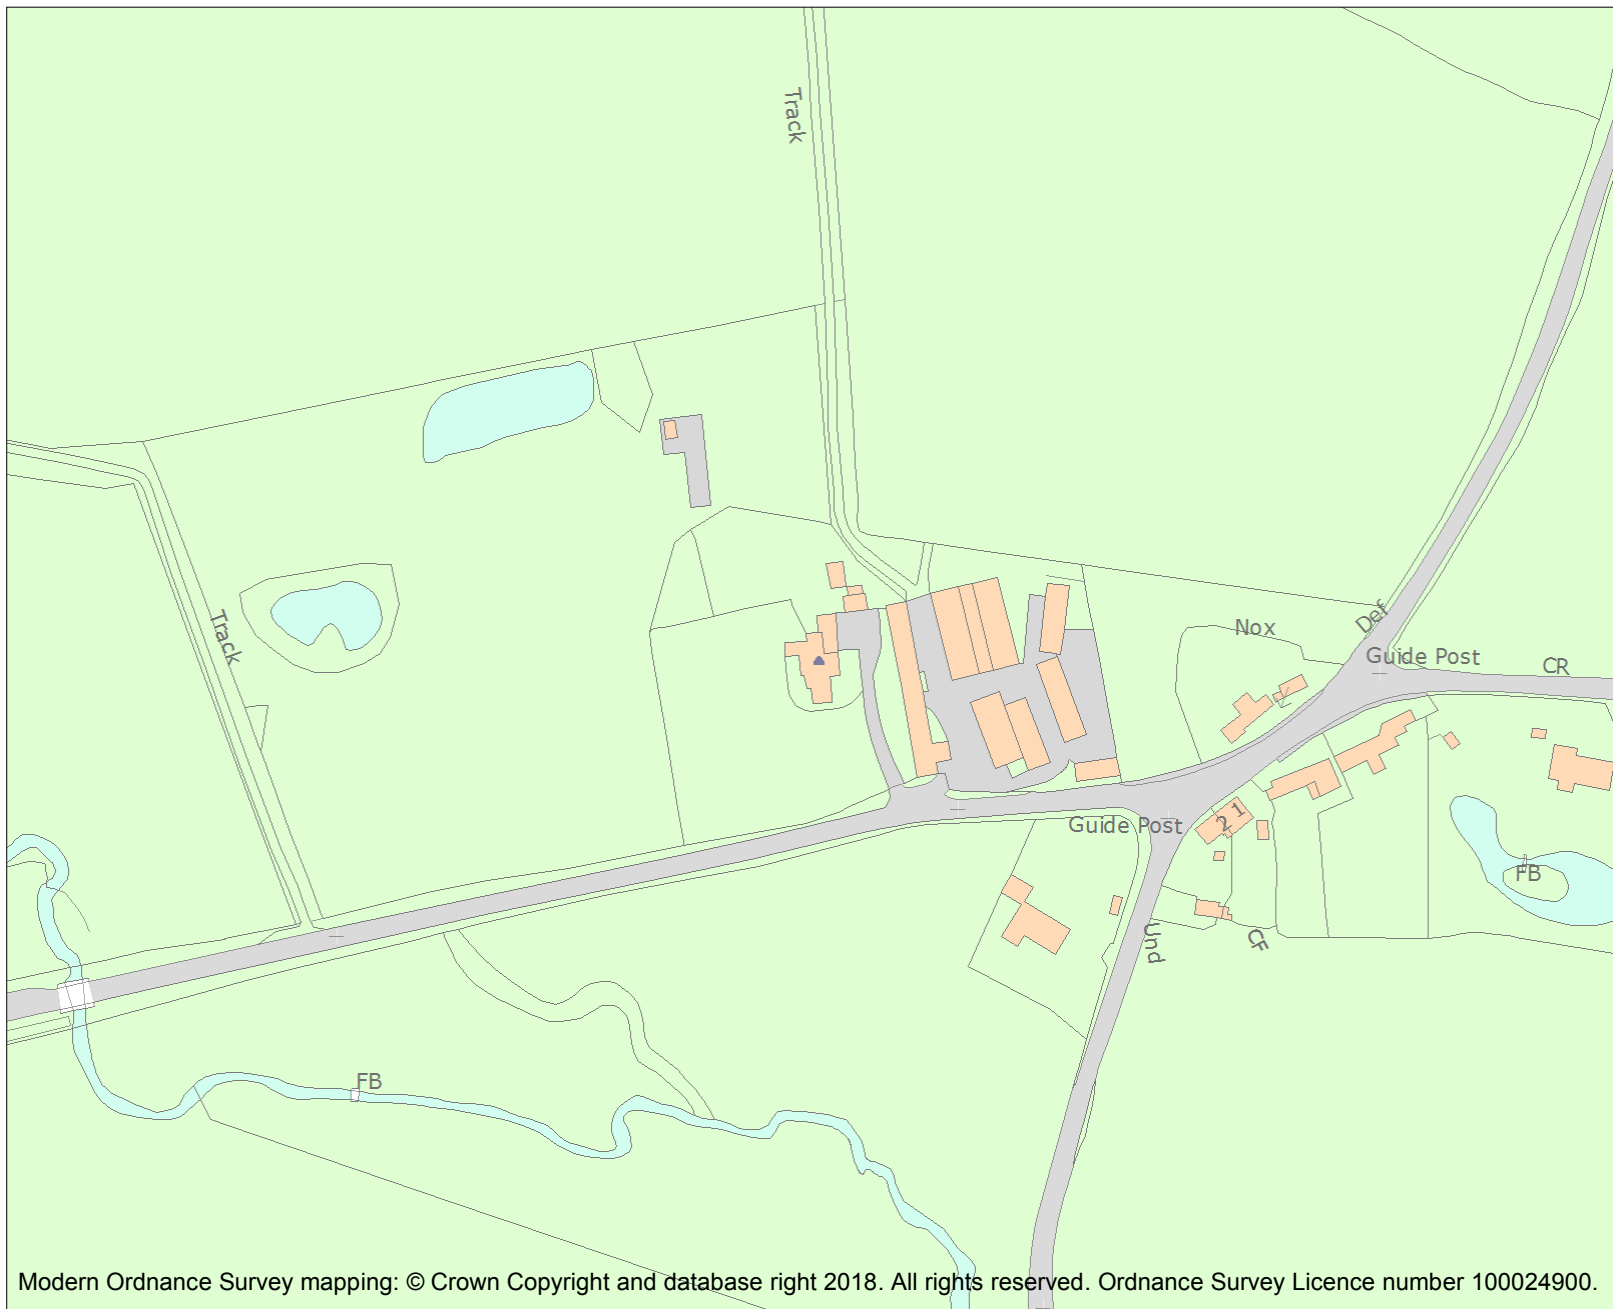 Track
Track
Nox
Def
Guide Post
CR
Guide Post
2 1
2
FB
Und
CF
FB
Modern Ordnance Survey mapping: © Crown Copyright and database right 2018. All rights reserved. Ordnance Survey Licence number 100024900.